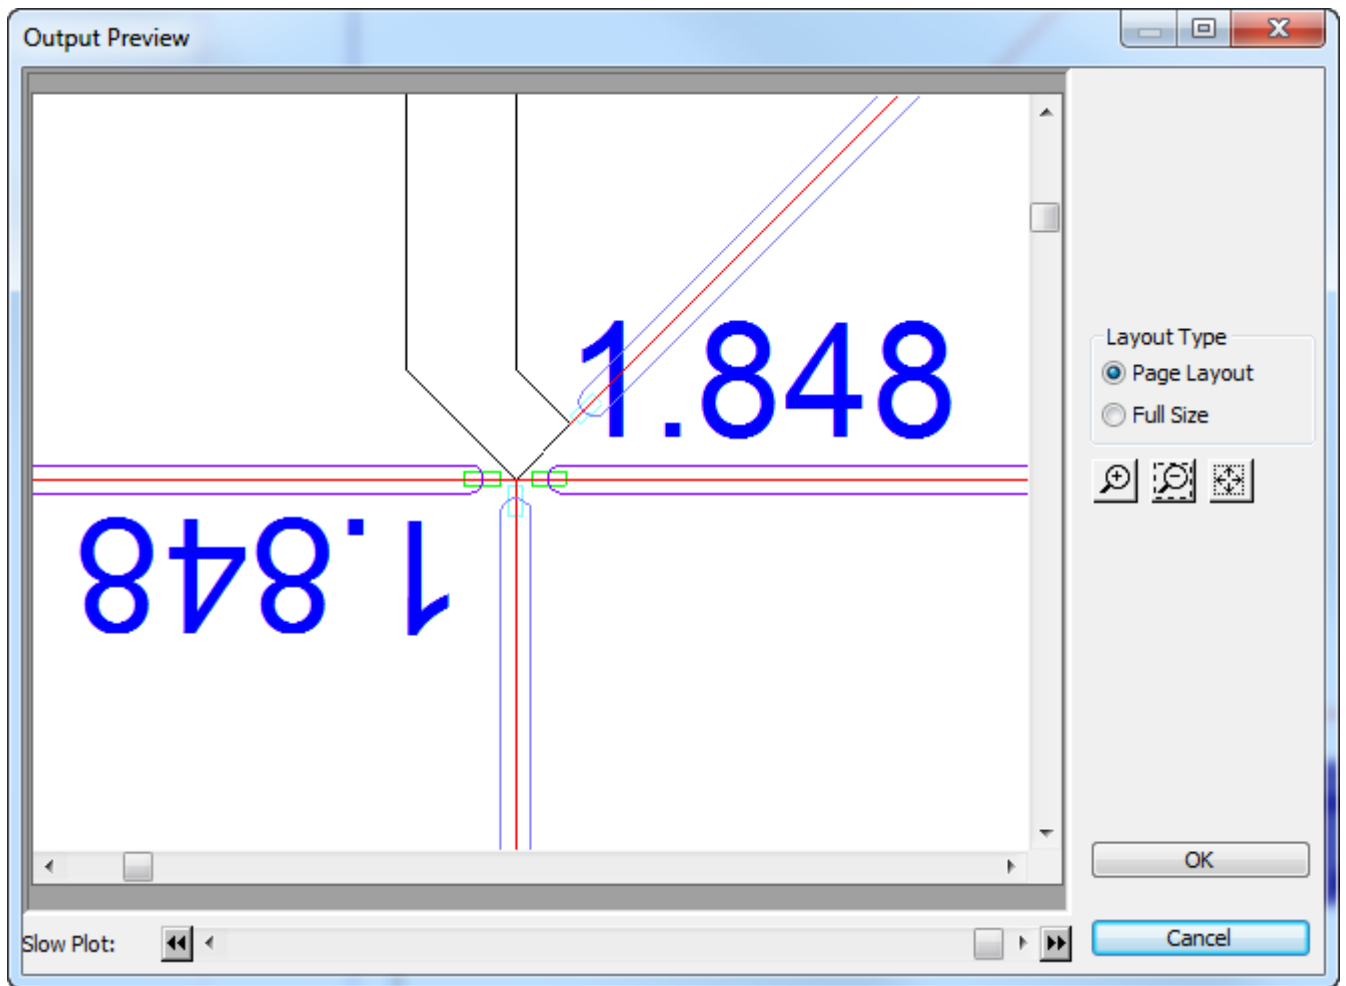 Output Preview
1.848
1.848
Layout Type
Page Layout
Full Size
OK
Slow Plot:
Cancel